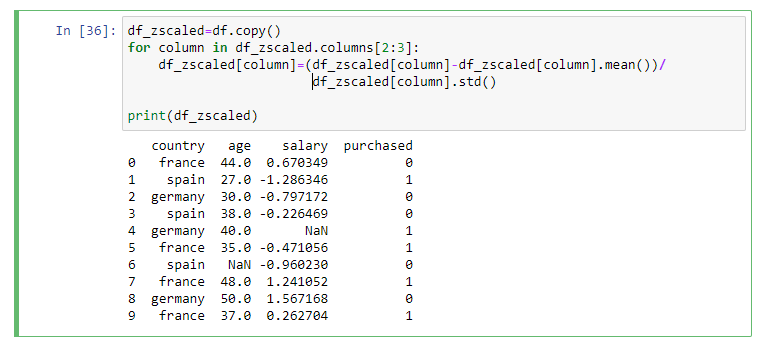 In [36]: df_zscaled=df.copy()
for column in df_zscaled.columns[2:3]:
    df_zscaled[column]=(df_zscaled[column]-df_zscaled[column].mean())/
                       df_zscaled[column].std()
print(df_zscaled)
   country   age    salary  purchased
0   france  44.0  0.670349          0
1    spain  27.0 -1.286346          1
2  germany  30.0 -0.797172          0
3    spain  38.0 -0.226469          0
4  germany  40.0       NaN          1
5   france  35.0 -0.471056          1
6    spain   NaN -0.960230          0
7   france  48.0  1.241052          1
8  germany  50.0  1.567168          0
9   france  37.0  0.262704          1